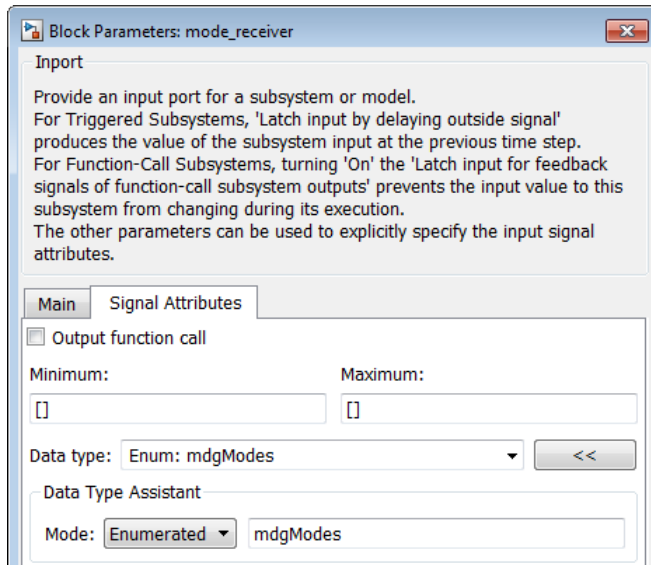 Block Parameters: mode_receiver
Inport
Provide an input port for a subsystem or model.
For Triggered Subsystems, 'Latch input by delaying outside signal'
produces the value of the subsystem input at the previous time step.
For Function-Call Subsystems, turning 'On' the 'Latch input for feedback
signals of function-call subsystem outputs' prevents the input value to this
subsystem from changing during its execution.
The other parameters can be used to explicitly specify the input signal
attributes.
Main Signal Attributes
Output function call
Minimum: Maximum:
[] []
Data type: Enum: mdgModes <<
Data Type Assistant
Mode: Enumerated mdgModes